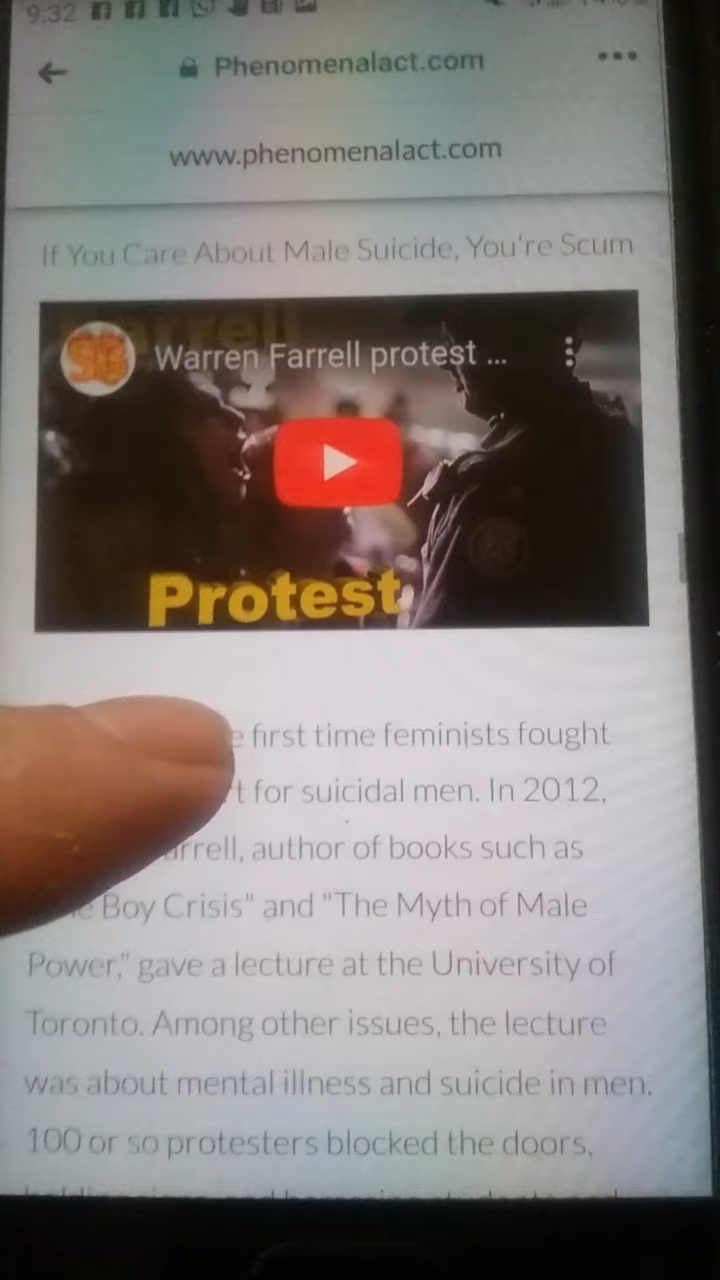 9:32
Phenomenalact.com
www.phenomenalact.com
If You Care About Male Suicide, You're Scum
Warren Farrell protest ...
Protest
first time feminists fought
for suicidal men. In 2012,
author of books such as
Boy Crisis" and "The Myth of Male
Power," gave a lecture at the University of
Toronto. Among other issues, the lecture
was about mental illness and suicide in men.
100 or so protesters blocked the doors,